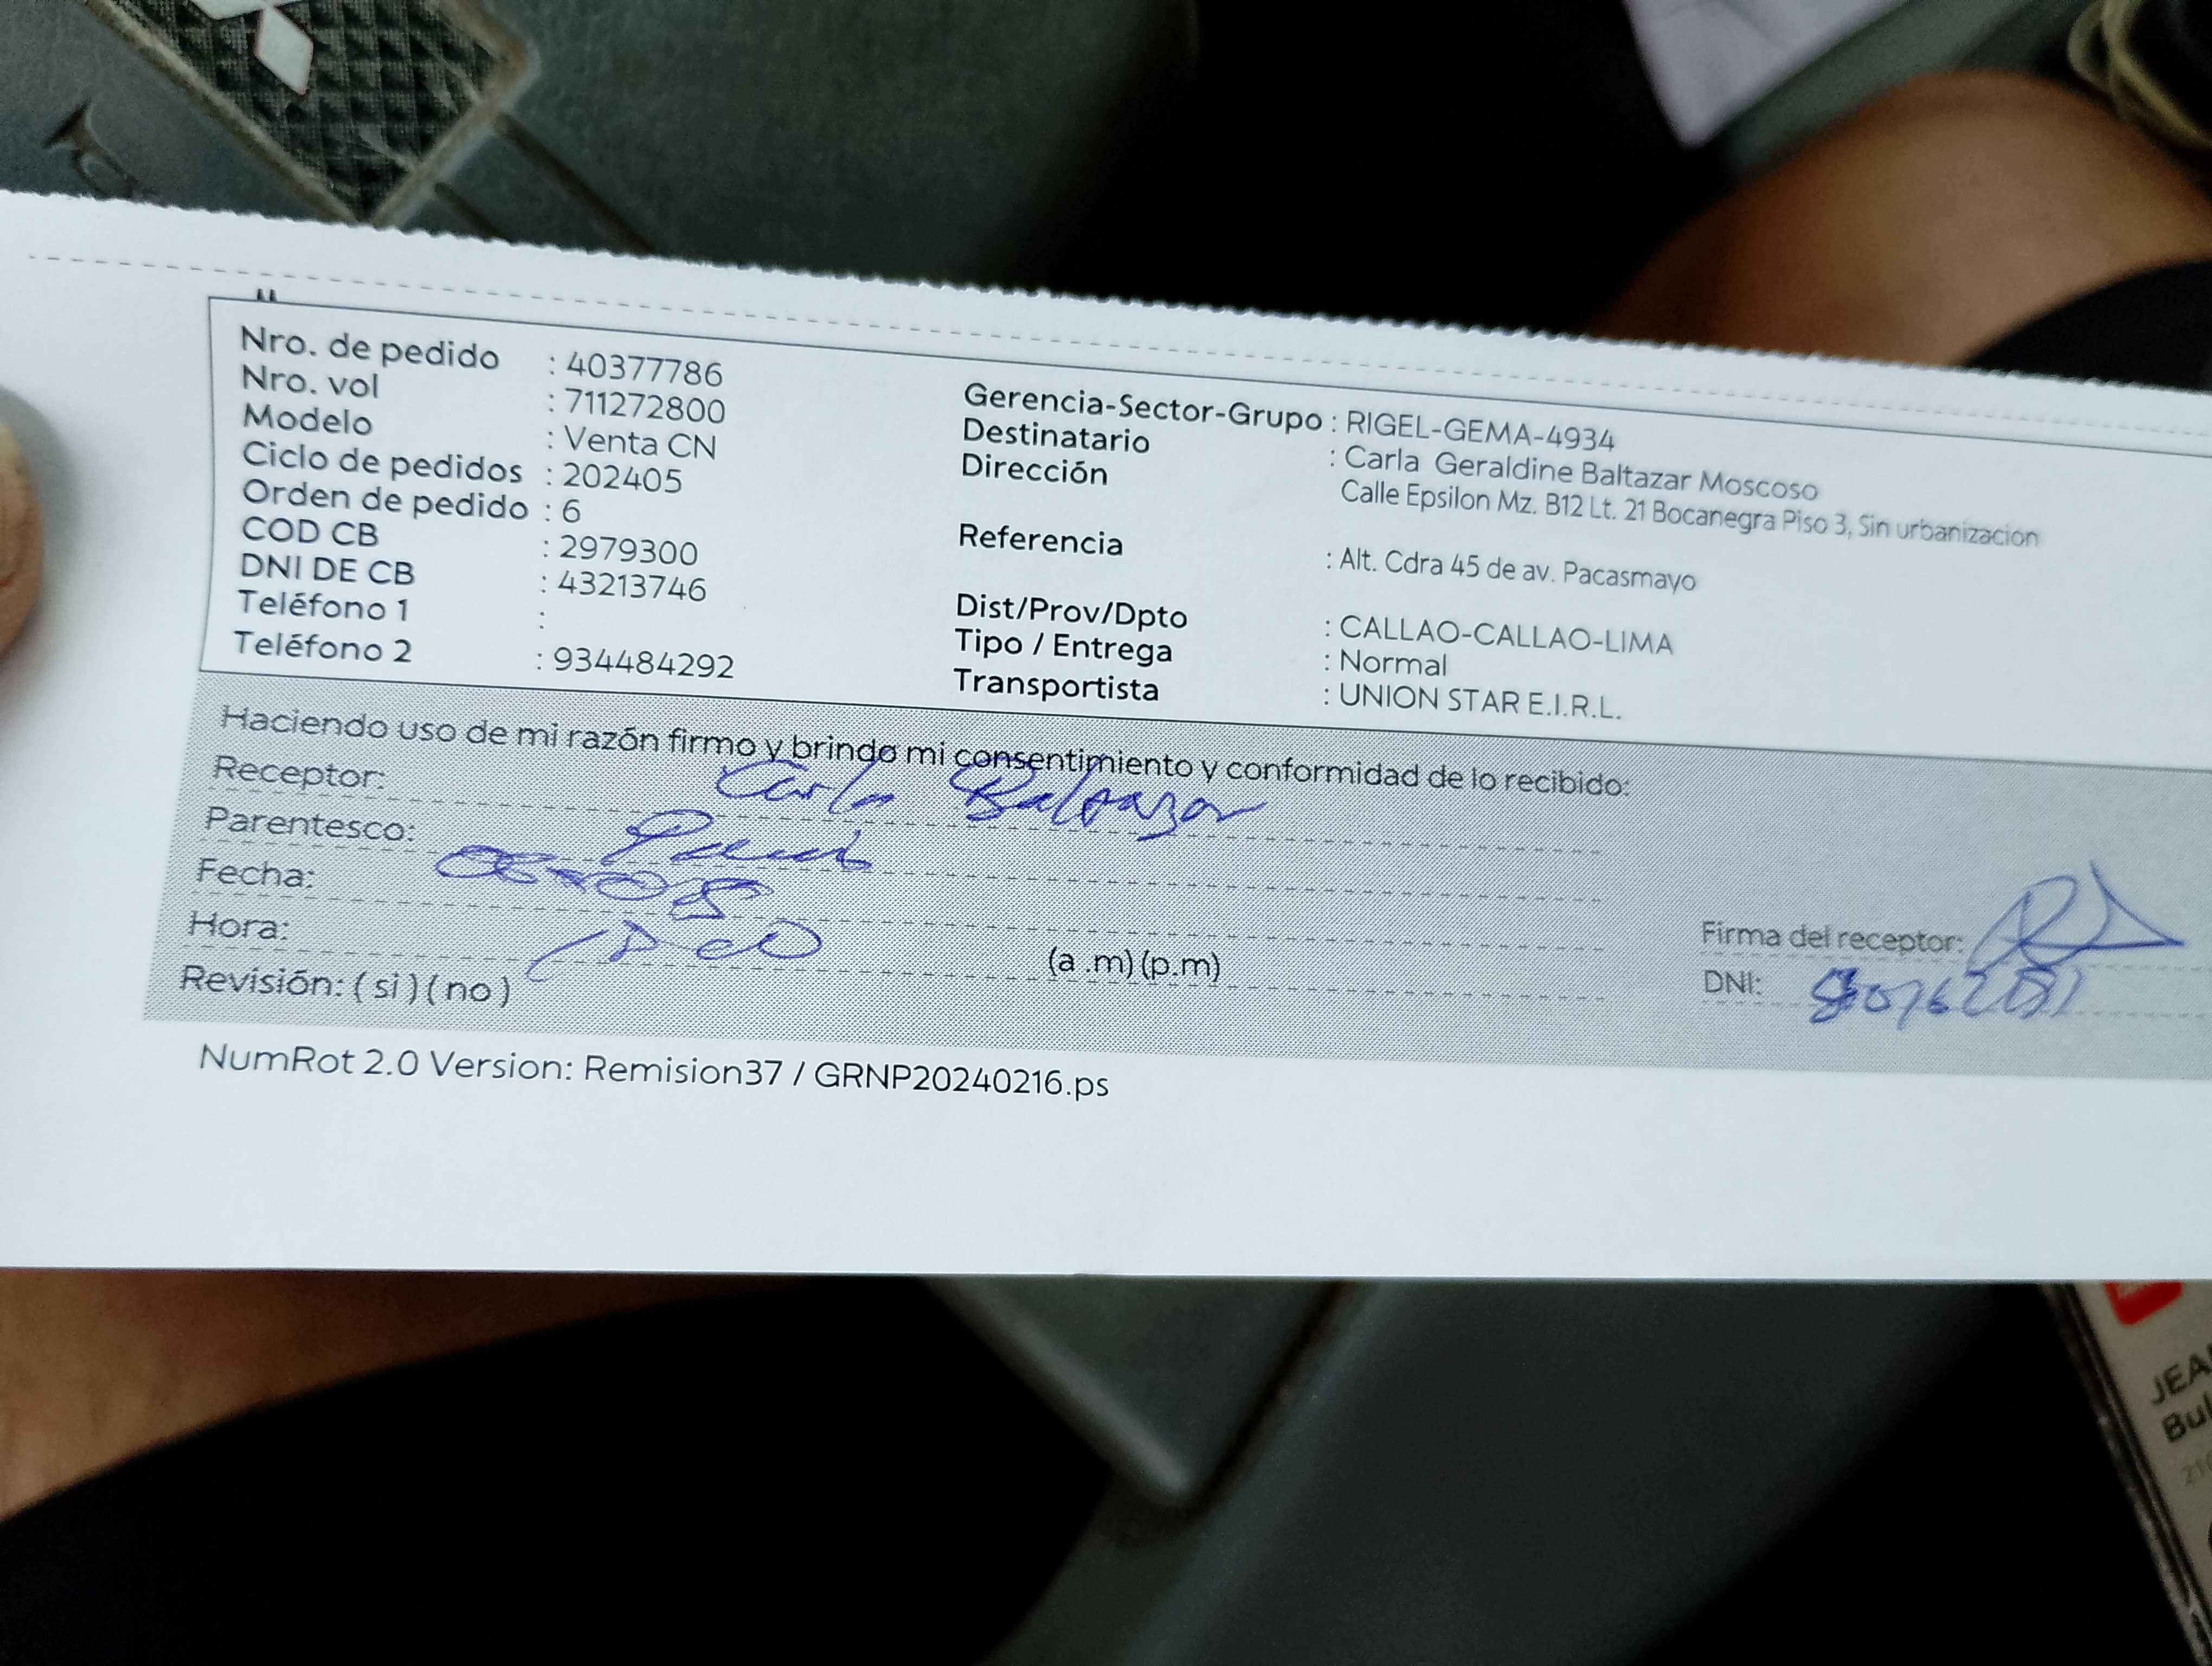 Nro. de pedido : 40377786
Nro. vol : 711272800
Modelo : Venta CN
Ciclo de pedidos : 202405
Orden de pedido : 6
COD CB : 2979300
DNI DE CB : 43213746
Teléfono 1 :
Teléfono 2 : 934484292
Gerencia-Sector-Grupo : RIGEL-GEMA-4934
Destinatario : Carla Geraldine Baltazar Moscoso
Dirección Calle Epsilon Mz. B12 Lt. 21 Bocanegra Piso 3, Sin urbanizacion
Referencia : Alt. Cdra 45 de av. Pacasmayo
Dist/Prov/Dpto : CALLAO-CALLAO-LIMA
Tipo / Entrega : Normal
Transportista : UNION STAR E.I.R.L.
Haciendo uso de mi razón firmo y brindo mi consentimiento y conformidad de lo recibido:
Receptor: Carla Baltazar
Parentesco:
Fecha:
Hora: (a .m) (p.m)
Revisión: ( si ) ( no )
Firma del receptor:
DNI:
NumRot 2.0 Version: Remision37 / GRNP20240216.ps